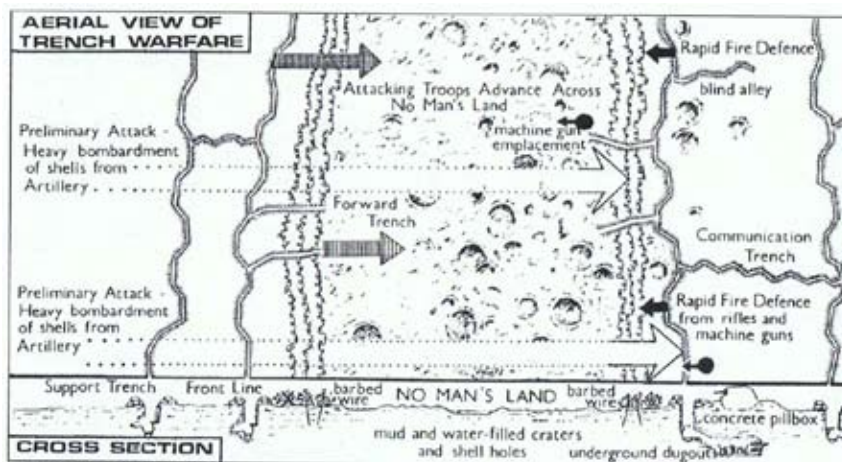 AERIAL VIEW OF
TRENCH WARFARE
Rapid Fire Defence
blind alley
Attacking Troops Advance Across
No Man's Land
machine gun
emplacement
Preliminary Attack -
Heavy bombardment
of shells from
Artillery
Forward
Trench
Communication
Trench
Preliminary Attack -
Heavy bombardment
of shells from
Artillery
Rapid Fire Defence
from rifles and
machine guns
Support Trench
Front Line
barbed
wire
NO MAN'S LAND
barbed
wire
concrete pillbox
mud and water-filled craters
and shell holes
underground dugouts
CROSS SECTION